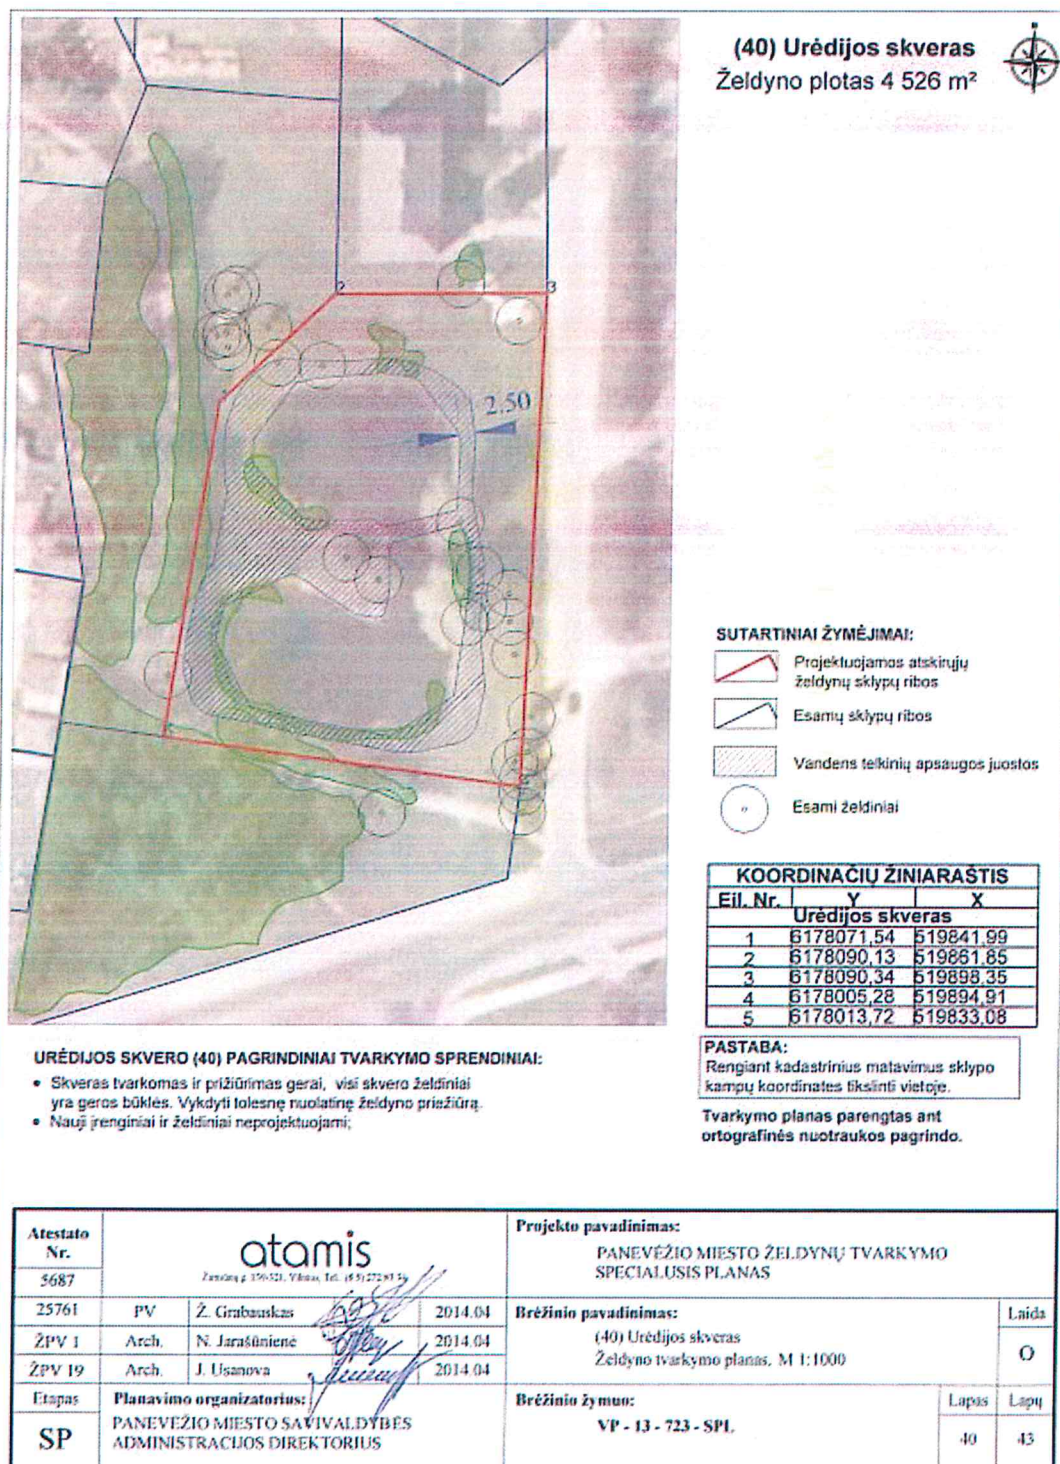 (40) Urėdijos skveras
Želdyno plotas 4 526 m²
2
3
2.50
SUTARTINIAI ŽYMĖJIMAI:
Projektuojamos atskirųjų
želdynų sklypų ribos
Esamų sklypų ribos
Vandens telkinių apsaugos juostos
Esami želdiniai
KOORDINAČIŲ ŽINIARAŠTIS
Eil. Nr. Y X
Urėdijos skveras
1 6178071,54 519841,99
2 6178090,13 519861,85
3 6178090,34 519898,35
4 6178005,28 519894,91
5 6178013,72 519833,08
PASTABA:
Rengiant kadastrinius matavimus sklypo
kampų koordinates tikslinti vietoje.
Tvarkymo planas parengtas ant
ortografinės nuotraukos pagrindo.
URĖDIJOS SKVERO (40) PAGRINDINIAI TVARKYMO SPRENDINIAI:
• Skveras tvarkomas ir prižiūrimas gerai, visi skvero želdiniai
yra geros būklės. Vykdyti tolesnę nuolatinę želdyno priežiūrą.
• Nauji įrenginiai ir želdiniai neprojektuojami;
Atestato
Nr.
5687
atamis
Projekto pavadinimas:
PANEVĖŽIO MIESTO ŽELDYNŲ TVARKYMO
SPECIALUSIS PLANAS
25761 PV Ž. Grabauskas 2014.04
ŽPV 1 Arch. N. Jarašūnienė 2014.04
ŽPV 19 Arch. J. Usanova 2014.04
Brėžinio pavadinimas:
(40) Urėdijos skveras
Želdyno tvarkymo planas, M 1:1000
Laida
O
Etapas
SP
Planavimo organizatorius:
PANEVĖŽIO MIESTO SAVIVALDYBĖS
ADMINISTRACIJOS DIREKTORIUS
Brėžinio žymuo:
VP - 13 - 723 - SPL
Lapas Lapų
40 43